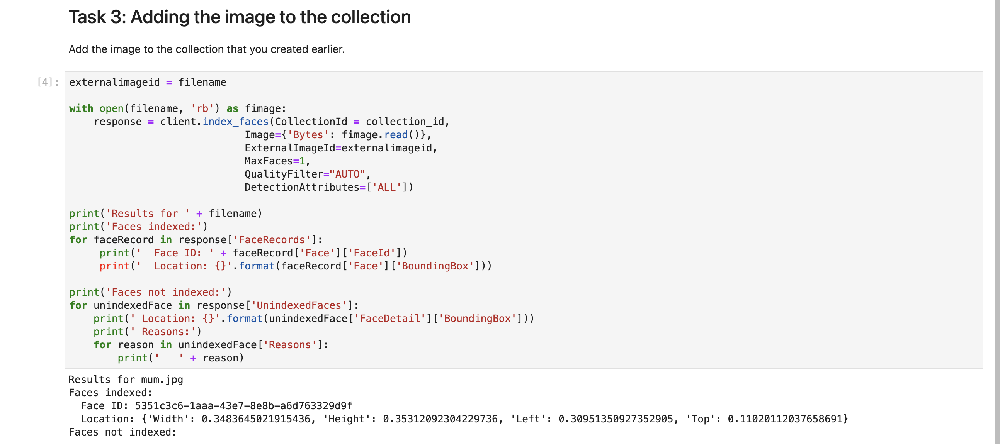 Task 3: Adding the image to the collection
Add the image to the collection that you created earlier.
[4]:
externalimageid = filename
with open(filename, 'rb') as fimage:
    response = client.index_faces(CollectionId = collection_id,
                             Image={'Bytes': fimage.read()},
                             ExternalImageId=externalimageid,
                             MaxFaces=1,
                             QualityFilter="AUTO",
                             DetectionAttributes=['ALL'])
print('Results for ' + filename)
print('Faces indexed:')
for faceRecord in response['FaceRecords']:
     print('  Face ID: ' + faceRecord['Face']['FaceId'])
     print('  Location: {}'.format(faceRecord['Face']['BoundingBox']))
print('Faces not indexed:')
for unindexedFace in response['UnindexedFaces']:
    print(' Location: {}'.format(unindexedFace['FaceDetail']['BoundingBox']))
    print(' Reasons:')
    for reason in unindexedFace['Reasons']:
        print('   ' + reason)
Results for mum.jpg
Faces indexed:
  Face ID: 5351c3c6-1aaa-43e7-8e8b-a6d763329d9f
  Location: {'Width': 0.3483645021915436, 'Height': 0.35312092304229736, 'Left': 0.30951350927352905, 'Top': 0.11020112037658691}
Faces not indexed: